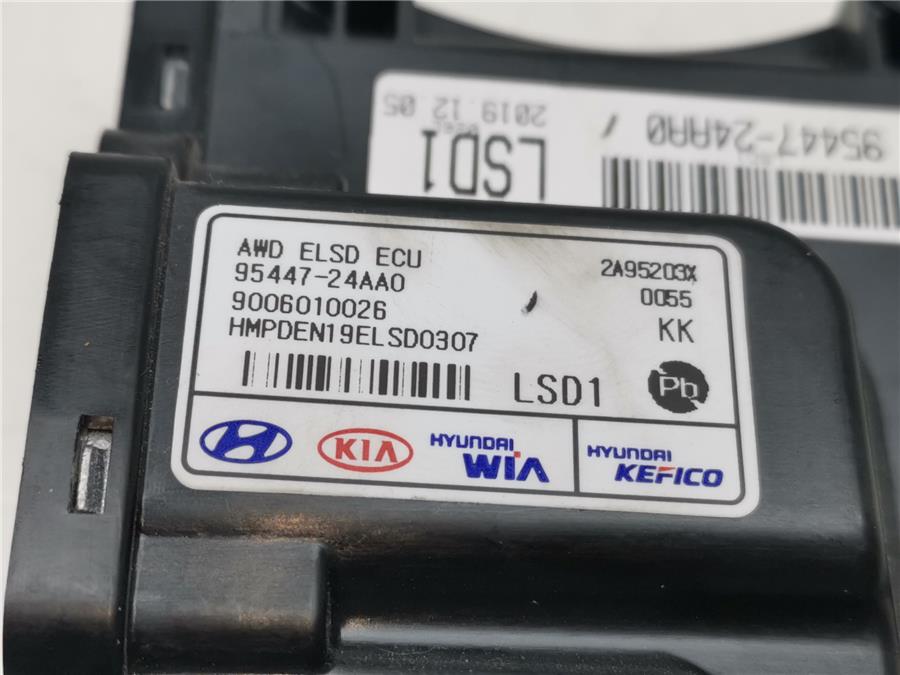 2019.12.05
LSD1
95447-24AA0
AWD ELSD ECU
95447-24AA0
9006010026
HMPDEN19ELSD0307
2A95203X
0055
KK
LSD1
Pb
KIA
HYUNDAI
WIA
HYUNDAI
KEFICO